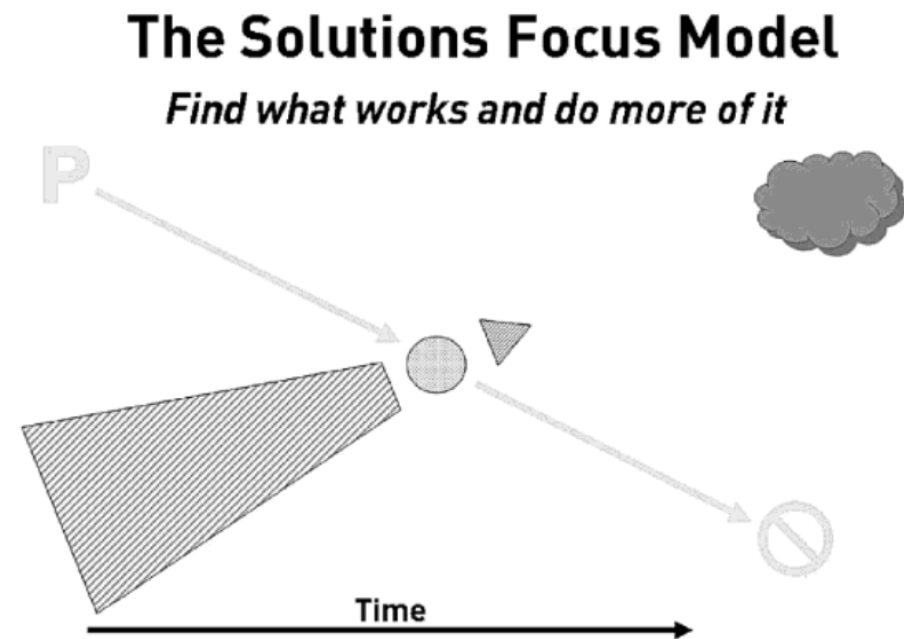 The Solutions Focus Model
Find what works and do more of it
P
Time